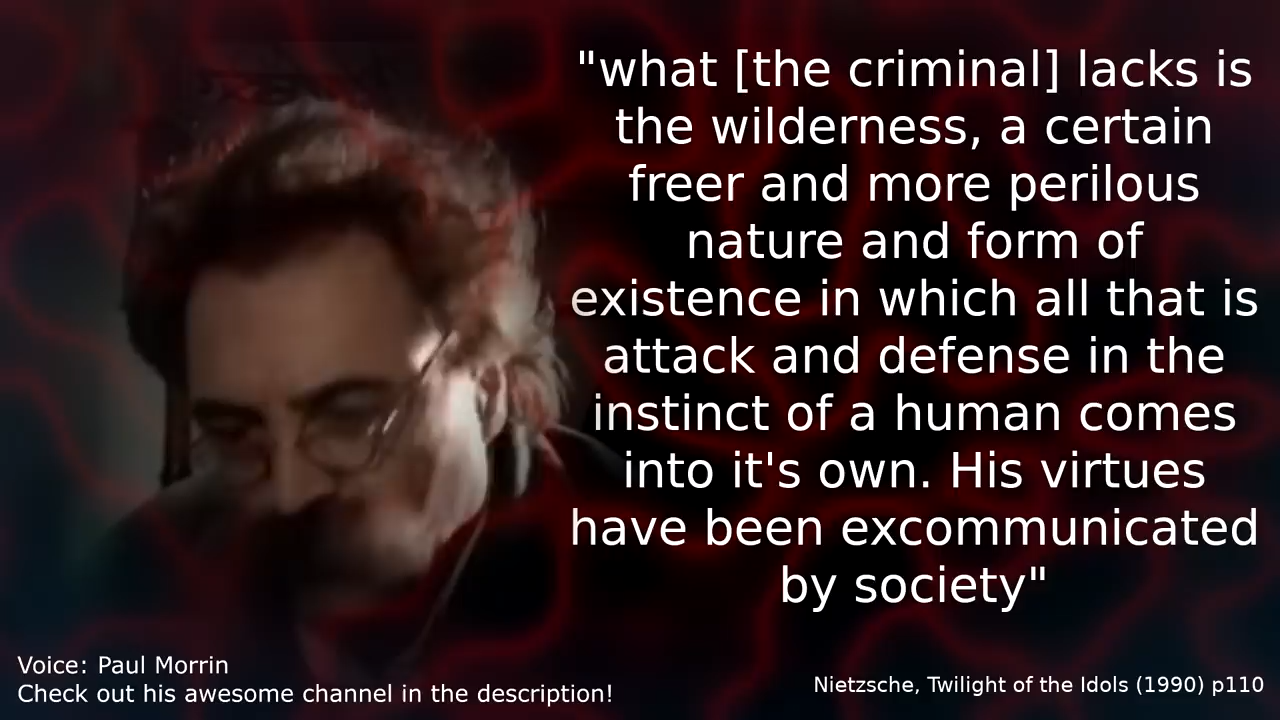 "what [the criminal] lacks is
the wilderness, a certain
freer and more perilous
nature and form of
existence in which all that is
attack and defense in the
instinct of a human comes
into it's own. His virtues
have been excommunicated
by society"
Voice: Paul Morrin
Check out his awesome channel in the description!
Nietzsche, Twilight of the Idols (1990) p110